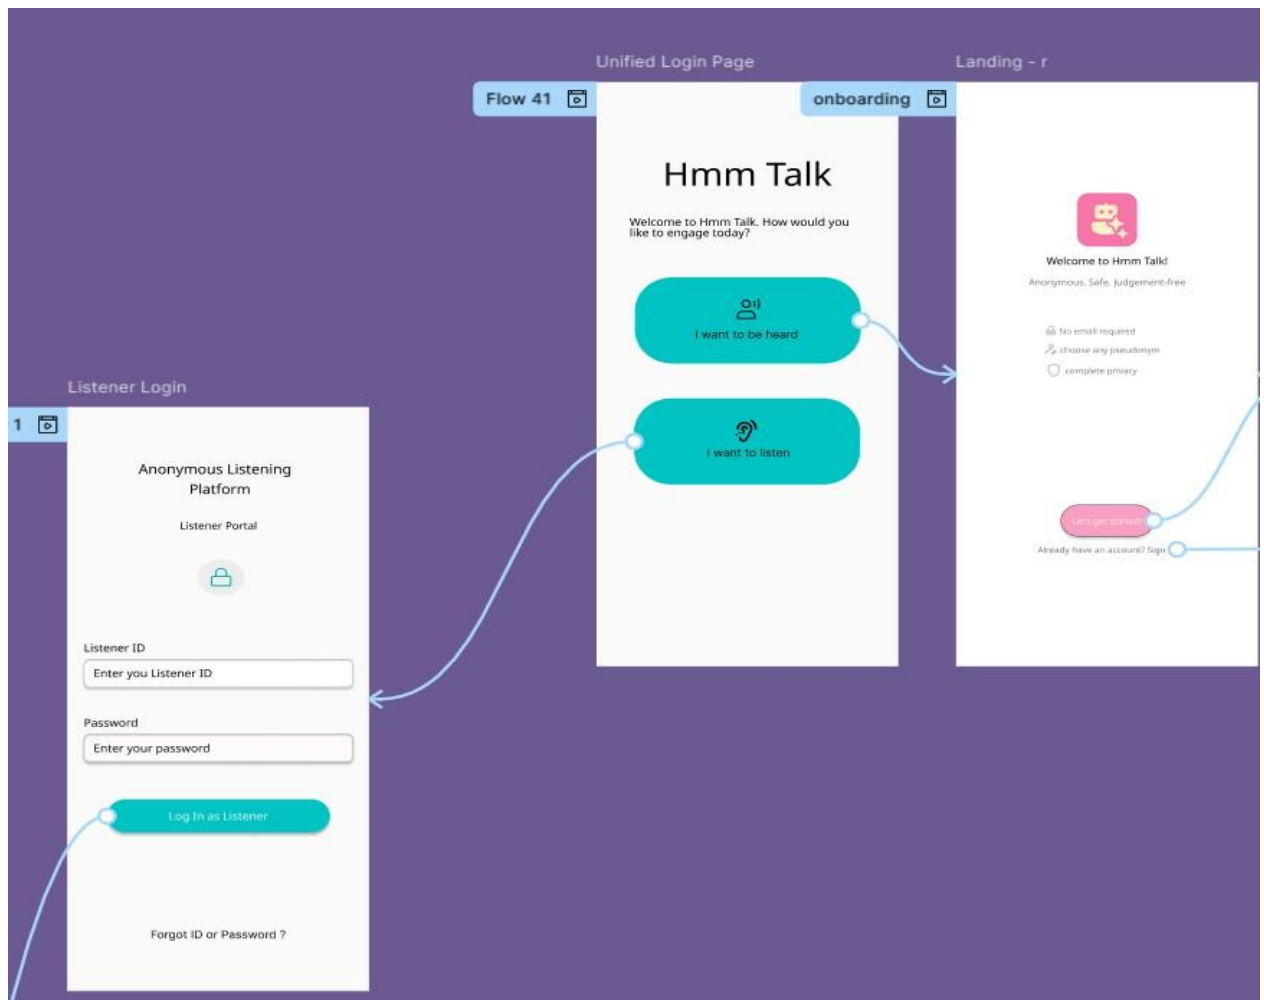 Unified Login Page
Landing - r
Flow 41
onboarding
Hmm Talk
Welcome to Hmm Talk. How would you
like to engage today?
I want to be heard
I want to listen
Welcome to Hmm Talk!
Anonymous. Safe. Judgement-free
No email required
choose any pseudonym
complete privacy
Let's get started!
Already have an account? Sign
Listener Login
1
Anonymous Listening
Platform
Listener Portal
Listener ID
Enter you Listener ID
Password
Enter your password
Log In as Listener
Forgot ID or Password ?